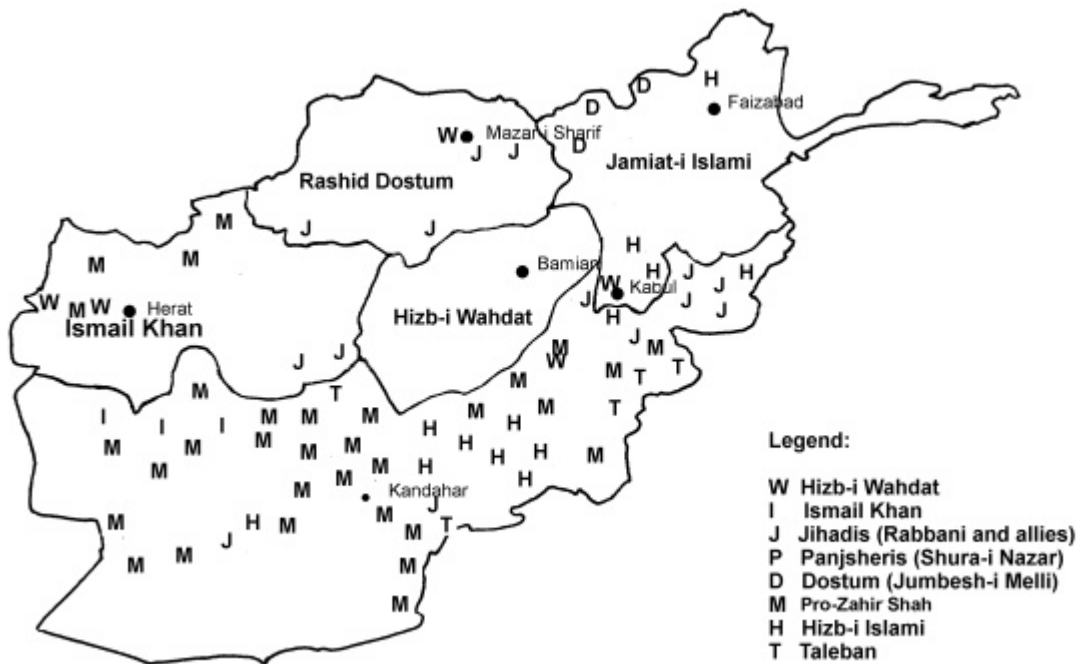 H
D
D
Faizabad
W Mazar-i Sharif
D
J J
Jamiat-i Islami
Rashid Dostum
M
J J
H
M M
Bamian
H J J H
W
Kabul
J
J
J
W M W
Herat
Ismail Khan
Hizb-i Wahdat
H
J
J J
M
W
M
M T
M
T
M T
M
M
M
T
I I I
M M M
M
H H
M M
M M M
H H
H H
M
M
M
M
M H
H
Kandahar
J
M
M
M H M
M T
J
M M
M
M
Legend:
W Hizb-i Wahdat
I Ismail Khan
J Jihadis (Rabbani and allies)
P Panjsheris (Shura-i Nazar)
D Dostum (Jumbesh-i Melli)
M Pro-Zahir Shah
H Hizb-i Islami
T Taleban